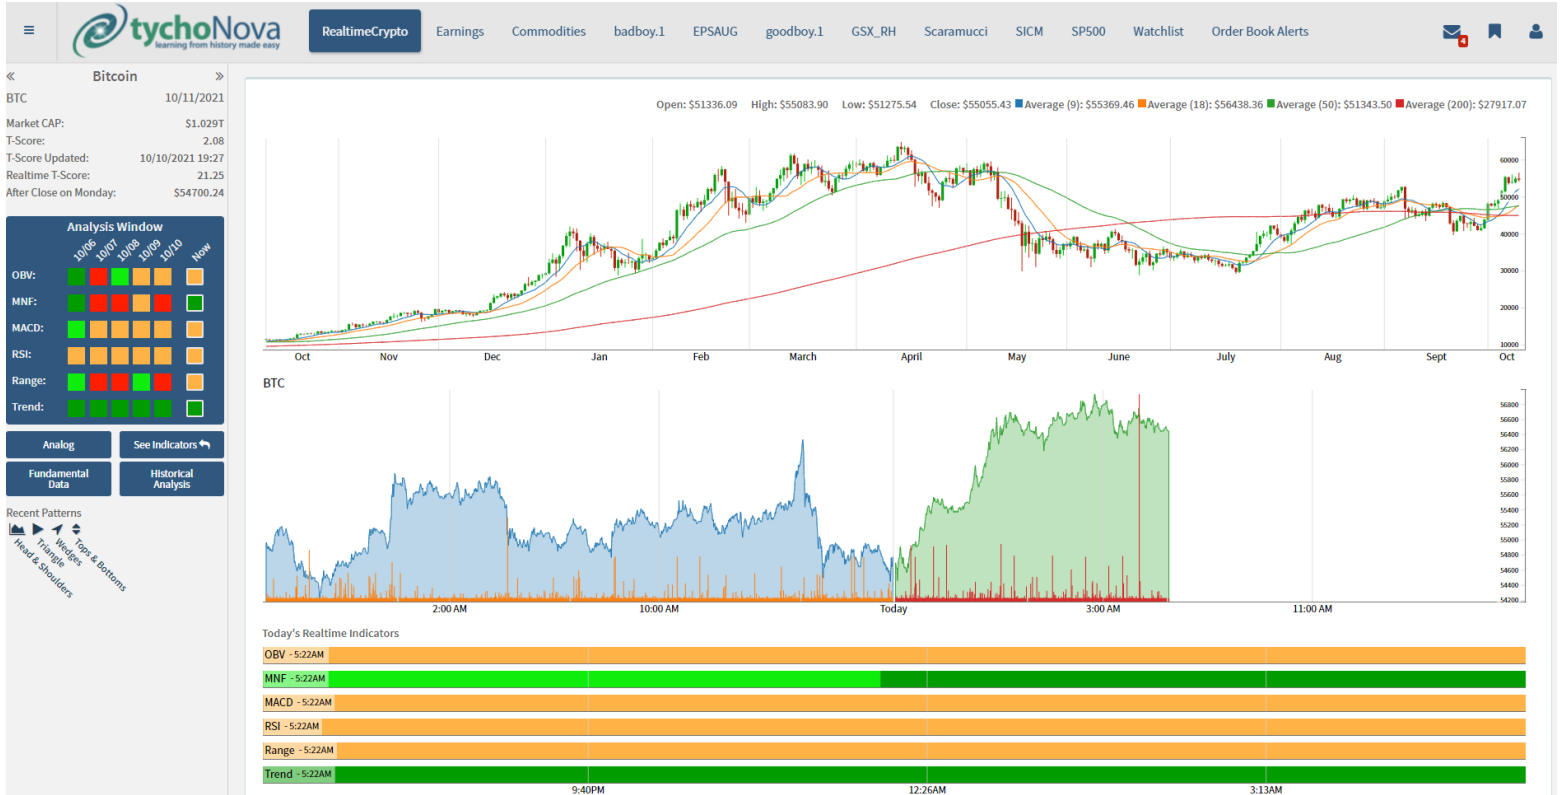 tychoNova
learning from history made easy
RealtimeCrypto Earnings Commodities badboy.1 EPSAUG goodboy.1 GSX_RH Scaramucci SICM SP500 Watchlist Order Book Alerts
4
« Bitcoin »
BTC 10/11/2021
Market CAP: $1.029T
T-Score: 2.08
T-Score Updated: 10/10/2021 19:27
Realtime T-Score: 21.25
After Close on Monday: $54700.24
Analysis Window
10/06 10/07 10/08 10/09 10/10 Now
OBV:
MNF:
MACD:
RSI:
Range:
Trend:
Analog
See Indicators
Fundamental
Data
Historical
Analysis
Recent Patterns
Head & Shoulders
Triangle
Wedges
Tops & Bottoms
Open: $51336.09 High: $55083.90 Low: $51275.54 Close: $55055.43 Average (9): $55369.46 Average (18): $56438.36 Average (50): $51343.50 Average (200): $27917.07
60000
50000
40000
30000
20000
10000
Oct Nov Dec Jan Feb March April May June July Aug Sept Oct
BTC
56800
56600
56400
56200
56000
55800
55600
55400
55200
55000
54800
54600
54400
54200
2:00 AM 10:00 AM Today 3:00 AM 11:00 AM
Today's Realtime Indicators
OBV - 5:22AM
MNF - 5:22AM
MACD - 5:22AM
RSI - 5:22AM
Range - 5:22AM
Trend - 5:22AM
9:40PM 12:26AM 3:13AM